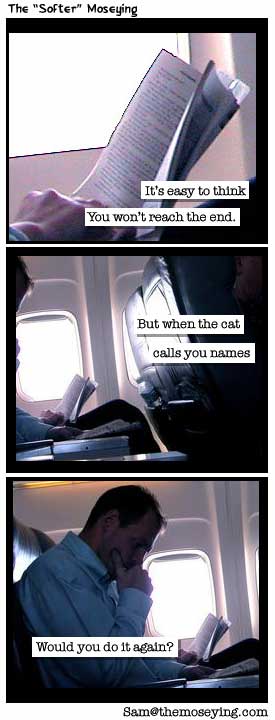 The "Softer" Moseying
It's easy to think
You won't reach the end.
But when the cat
calls you names
Would you do it again?
Sam@themoseying.com